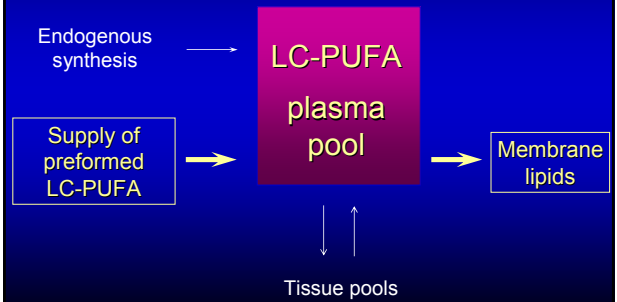 Endogenous
synthesis
LC-PUFA
plasma
pool
Supply of
preformed
LC-PUFA
Membrane
lipids
Tissue pools